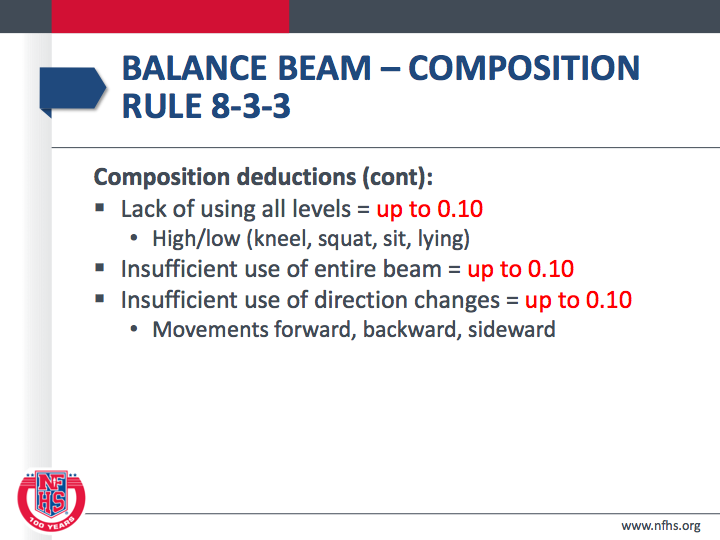 BALANCE BEAM – COMPOSITION
RULE 8-3-3
Composition deductions (cont):
▪ Lack of using all levels = up to 0.10
• High/low (kneel, squat, sit, lying)
▪ Insufficient use of entire beam = up to 0.10
▪ Insufficient use of direction changes = up to 0.10
• Movements forward, backward, sideward
NF
HS
100 YEARS
www.nfhs.org